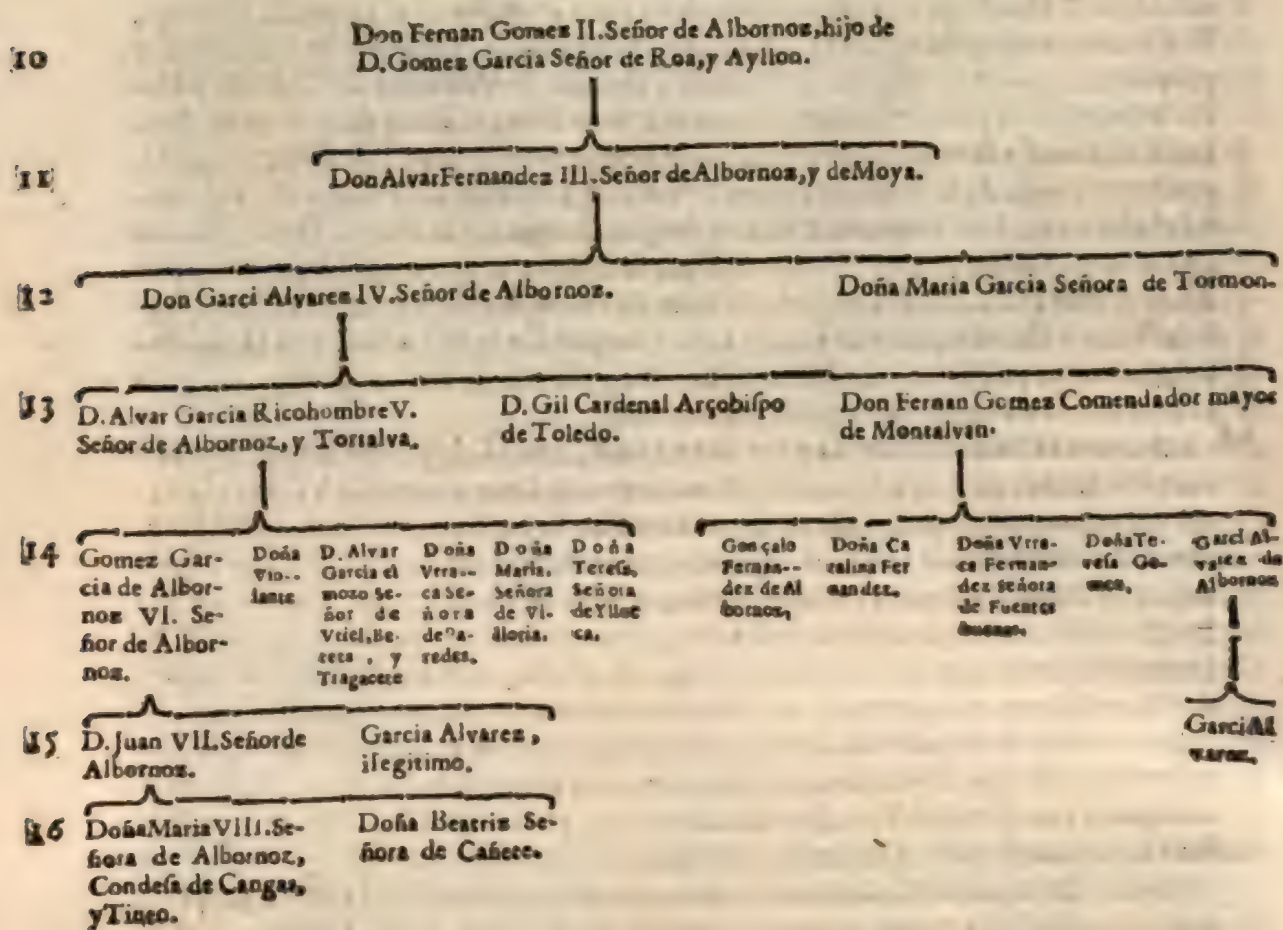 10
Don Fernan Gomez II. Señor de Albornoz, hijo de
D. Gomez Garcia Señor de Roa, y Ayllon.
11
Don Alvar Fernandez III. Señor de Albornoz, y de Moya.
12
Don Garci Alvarez IV. Señor de Albornoz.
Doña Maria Garcia Señora de Tormon.
13
D. Alvar Garcia Ricohombre V.
Señor de Albornoz, y Torralva.
D. Gil Cardenal Arçobiſpo
de Toledo.
Don Fernan Gomez Comendador mayor
de Montalvan.
14
Gomez Gar-
cia de Albor-
noz VI. Se-
ñor de Albor-
noz.
Doña
Vio--
lante
D. Alvar
Garcia el
mozo Se-
ñor de
Vtiel, Be-
teta, y
Tragacete
Doña
Vrra--
ca Se-
ñora
de Pa-
redes.
Doña
Maria,
Señora
de Vi-
lloria.
Doña
Tereſa,
Señora
de Ylloe
ca.
Gonçalo
Fernan--
dez de Al
bornoz,
Doña Ca
talina Fer
nandez.
Doña Vrra-
ca Fernan-
dez Señora
de Fuentes
buenas.
Doña Te-
reſa Go-
mez,
Garci Al-
varez de
Albornoz
15
D. Juan VII. Señor de
Albornoz.
Garcia Alvarez,
ilegitimo.
Garci Al
varez,
16
Doña Maria VIII. Se-
ñora de Albornoz,
Condeſa de Cangas,
y Tineo.
Doña Beatriz Se-
ñora de Cañete.